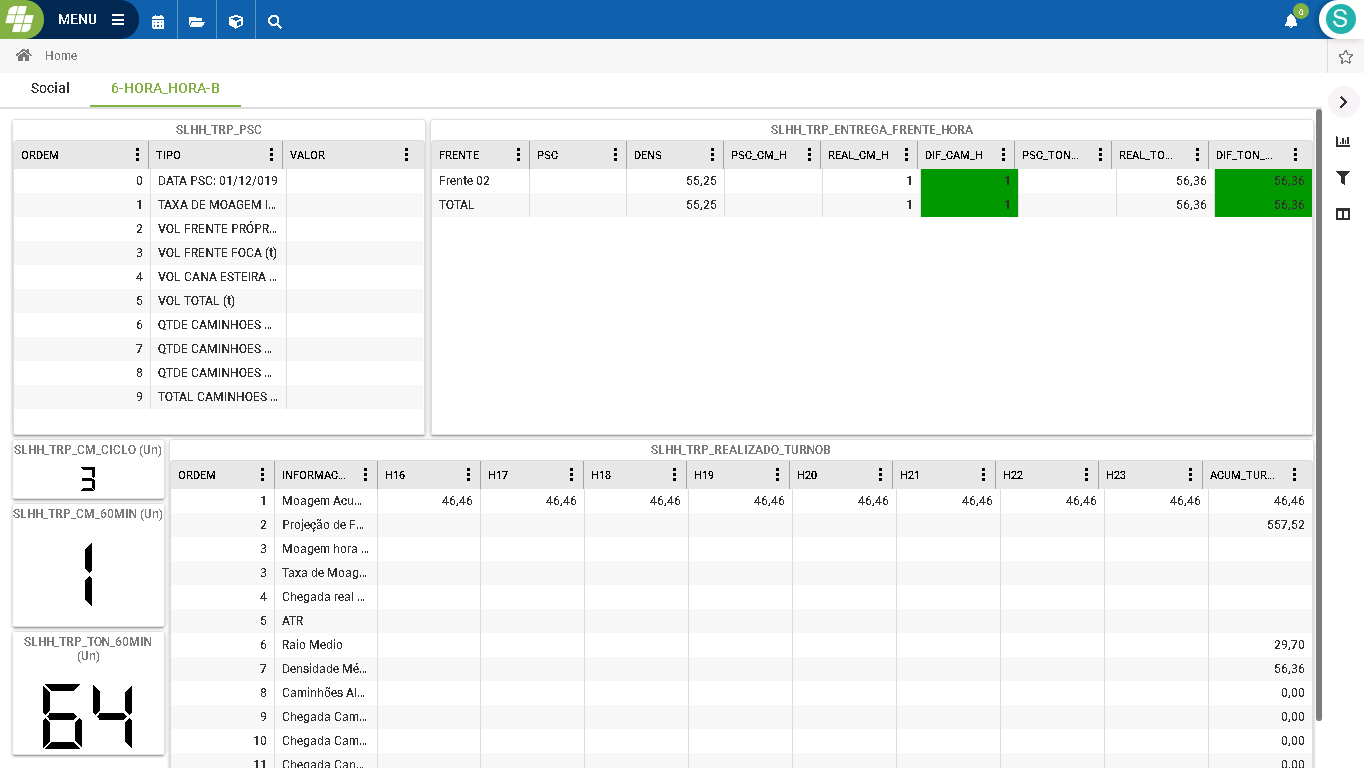 MENU
0
S
Home
Social 6-HORA_HORA-B
SLHH_TRP_PSC
ORDEM TIPO VALOR
0 DATA PSC: 01/12/019
1 TAXA DE MOAGEM I...
2 VOL FRENTE PRÓPR...
3 VOL FRENTE FOCA (t)
4 VOL CANA ESTEIRA ...
5 VOL TOTAL (t)
6 QTDE CAMINHOES ...
7 QTDE CAMINHOES ...
8 QTDE CAMINHOES ...
9 TOTAL CAMINHOES ...
SLHH_TRP_ENTREGA_FRENTE_HORA
FRENTE PSC DENS PSC_CM_H REAL_CM_H DIF_CAM_H PSC_TON... REAL_TO... DIF_TON_...
Frente 02 55,25 1 1 56,36 56,36
TOTAL 55,25 1 1 56,36 56,36
SLHH_TRP_CM_CICLO (Un)
3
SLHH_TRP_CM_60MIN (Un)
1
SLHH_TRP_TON_60MIN
(Un)
64
SLHH_TRP_REALIZADO_TURNOB
ORDEM INFORMAC... H16 H17 H18 H19 H20 H21 H22 H23 ACUM_TUR...
1 Moagem Acu... 46,46 46,46 46,46 46,46 46,46 46,46 46,46 46,46 46,46
2 Projeção de F... 557,52
3 Moagem hora ...
3 Taxa de Moag...
4 Chegada real ...
5 ATR
6 Raio Medio 29,70
7 Densidade Mé... 56,36
8 Caminhões Al... 0,00
9 Chegada Cam... 0,00
10 Chegada Cam... 0,00
11 Chegada Can... 0,00